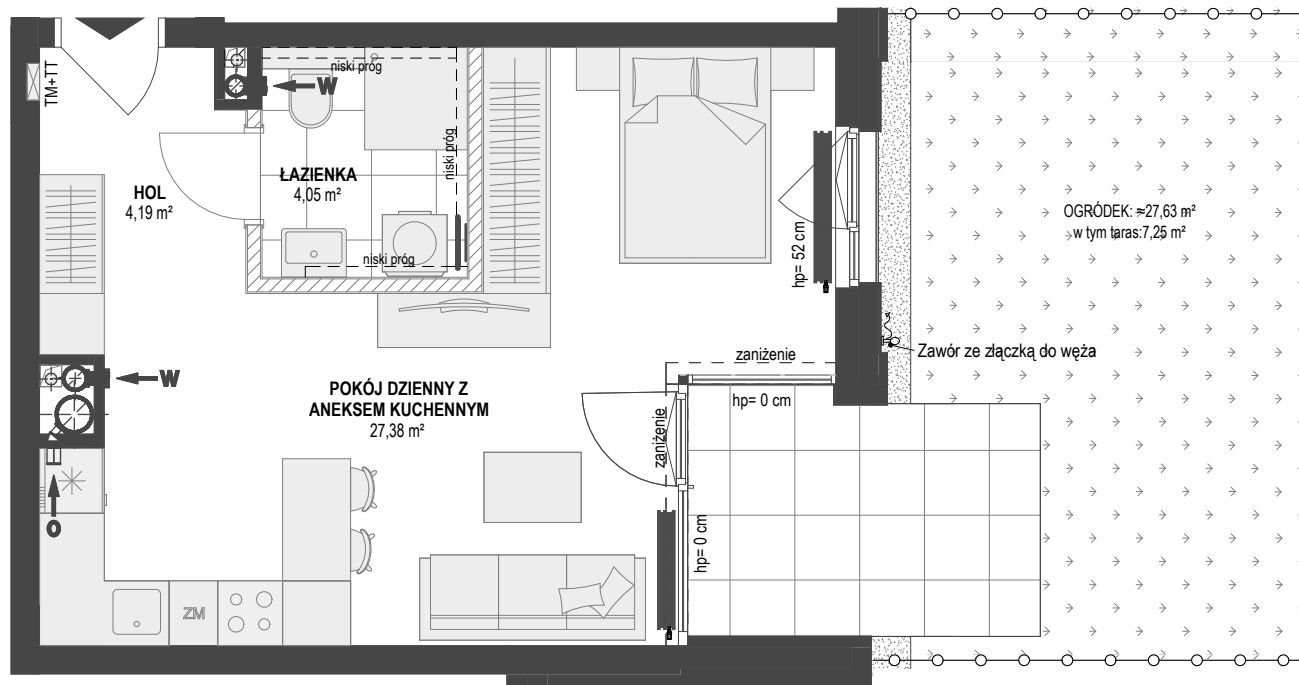 TM+TT
niski próg
W
niski próg
ŁAZIENKA
4,05 m²
HOL
4,19 m²
niski próg
hp= 52 cm
OGRÓDEK: ≈27,63 m²
w tym taras:7,25 m²
Zawór ze złączką do węża
zaniżenie
W
POKÓJ DZIENNY Z
ANEKSEM KUCHENNYM
27,38 m²
hp= 0 cm
zaniżenie
O
hp= 0 cm
ZM